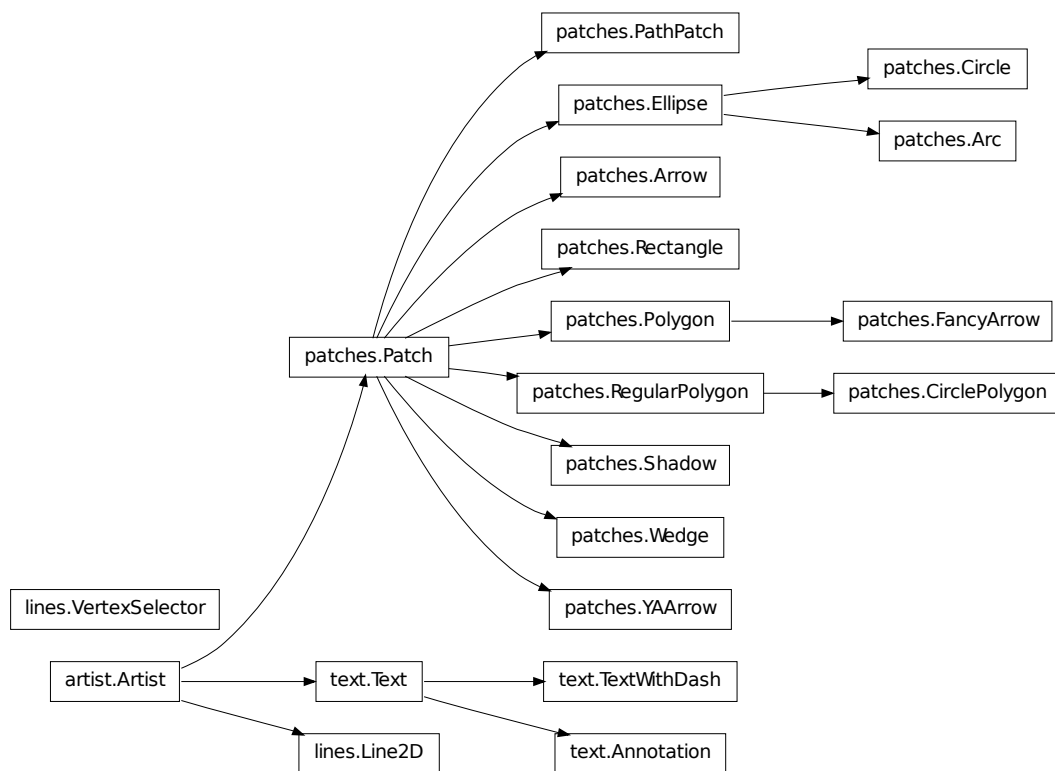 patches.PathPatch
patches.Circle
patches.Ellipse
patches.Arc
patches.Arrow
patches.Rectangle
patches.Polygon
patches.FancyArrow
patches.Patch
patches.RegularPolygon
patches.CirclePolygon
patches.Shadow
patches.Wedge
lines.VertexSelector
patches.YAArrow
artist.Artist
text.Text
text.TextWithDash
lines.Line2D
text.Annotation